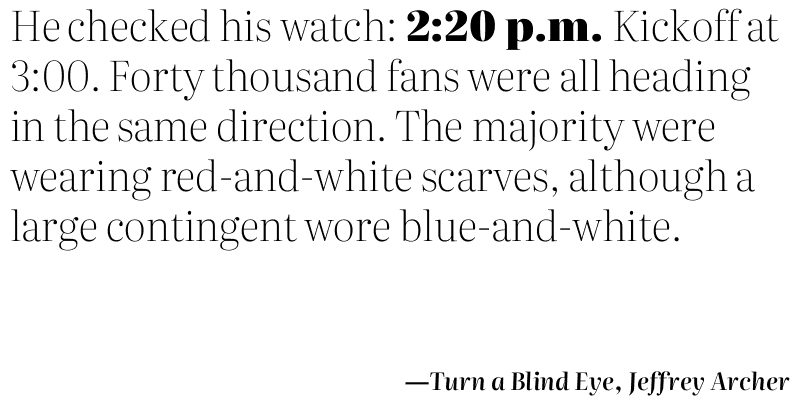 He checked his watch: 2:20 p.m. Kickoff at
3:00. Forty thousand fans were all heading
in the same direction. The majority were
wearing red-and-white scarves, although a
large contingent wore blue-and-white.
—Turn a Blind Eye, Jeffrey Archer